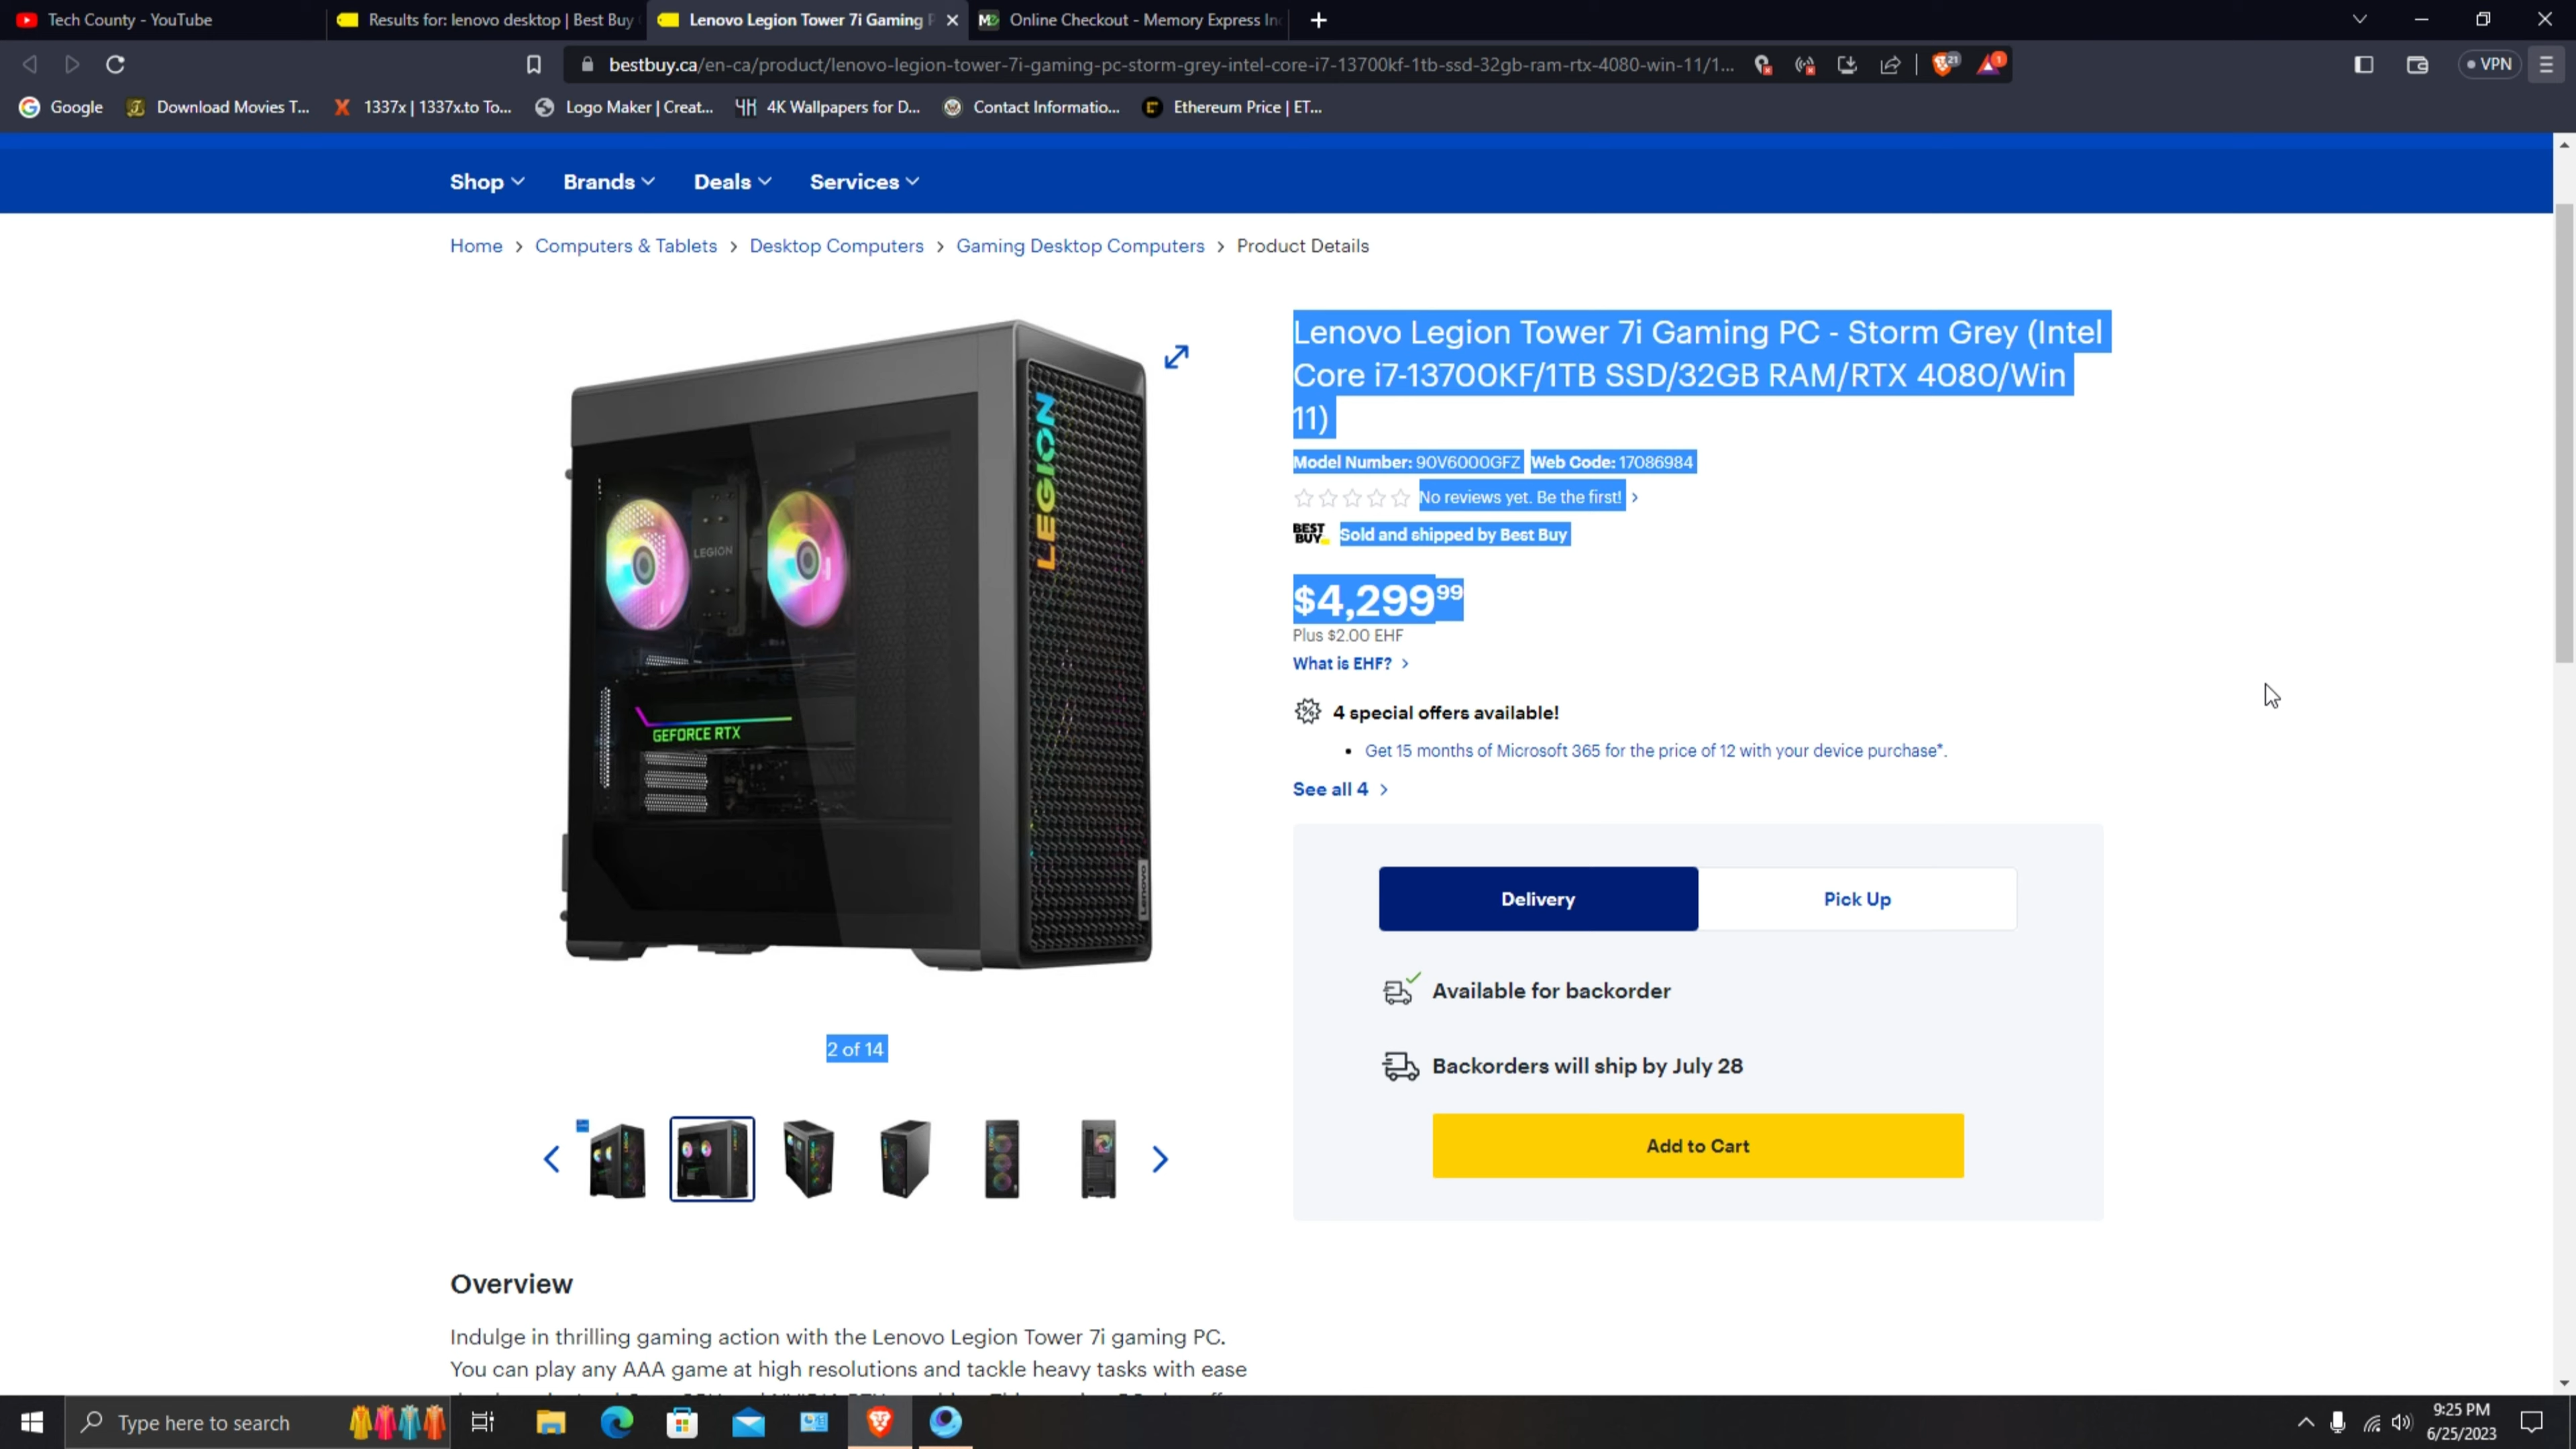 Tech County - YouTube
Results for: lenovo desktop | Best Buy
Lenovo Legion Tower 7i Gaming P
Online Checkout - Memory Express Inc
bestbuy.ca/en-ca/product/lenovo-legion-tower-7i-gaming-pc-storm-grey-intel-core-i7-13700kf-1tb-ssd-32gb-ram-rtx-4080-win-11/1...
21
1
VPN
Google
Download Movies T...
1337x | 1337x.to To...
Logo Maker | Creat...
4K Wallpapers for D...
Contact Informatio...
Ethereum Price | ET...
Shop
Brands
Deals
Services
Home > Computers & Tablets > Desktop Computers > Gaming Desktop Computers > Product Details
LEGION
LEGION
GEFORCE RTX
Lenovo
2 of 14
Lenovo Legion Tower 7i Gaming PC - Storm Grey (Intel
Core i7-13700KF/1TB SSD/32GB RAM/RTX 4080/Win
11)
Model Number: 90V6000GFZ Web Code: 17086984
No reviews yet. Be the first!
BEST BUY Sold and shipped by Best Buy
$4,299.99
Plus $2.00 EHF
What is EHF?
4 special offers available!
• Get 15 months of Microsoft 365 for the price of 12 with your device purchase*.
See all 4
Delivery
Pick Up
Available for backorder
Backorders will ship by July 28
Add to Cart
Overview
Indulge in thrilling gaming action with the Lenovo Legion Tower 7i gaming PC.
You can play any AAA game at high resolutions and tackle heavy tasks with ease
Type here to search
9:25 PM
6/25/2023